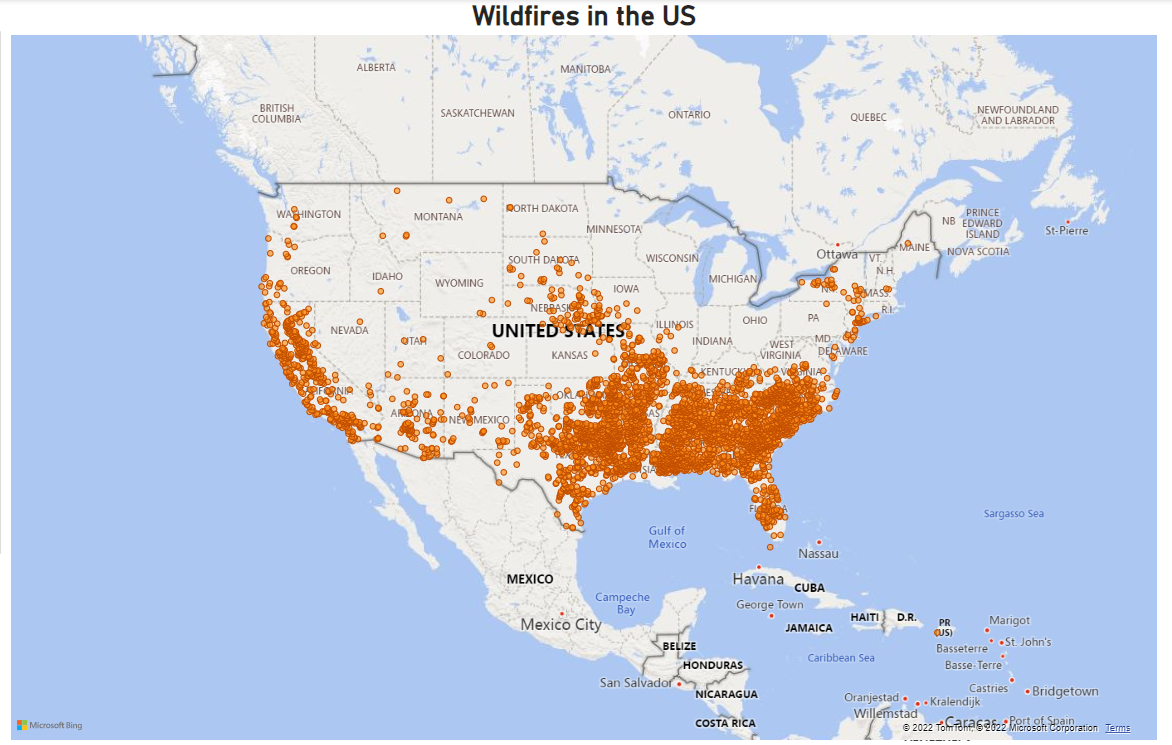 Wildfires in the US
ALBERTA
MANITOBA
BRITISH
COLUMBIA
SASKATCHEWAN
ONTARIO
QUEBEC
NEWFOUNDLAND
AND LABRADOR
WASHINGTON
MONTANA
NORTH DAKOTA
MINNESOTA
NB
PRINCE
EDWARD
ISLAND
St-Pierre
MAINE
NOVA SCOTIA
Ottawa
VT.
N.H.
OREGON
IDAHO
WYOMING
SOUTH DAKOTA
WISCONSIN
MICHIGAN
IOWA
MASS.
R.I.
NEBRASKA
NEVADA
UTAH
UNITED STATES
ILLINOIS
INDIANA
OHIO
PA
MD
DELAWARE
COLORADO
KANSAS
WEST
VIRGINIA
KENTUCKY
VIRGINIA
ARIZONA
NEW MEXICO
Gulf of
Mexico
Sargasso Sea
Nassau
MEXICO
Havana
CUBA
Campeche
Bay
George Town
HAITI
D.R.
PR
(US)
Marigot
Mexico City
JAMAICA
St. John's
BELIZE
Basseterre
Caribbean Sea
Basse-Terre
HONDURAS
San Salvador
Castries
Bridgetown
NICARAGUA
Oranjestad
Kralendijk
Willemstad
COSTA RICA
Caracas
Port of Spain
Microsoft Bing
© 2022 TomTom, © 2022 Microsoft Corporation Terms